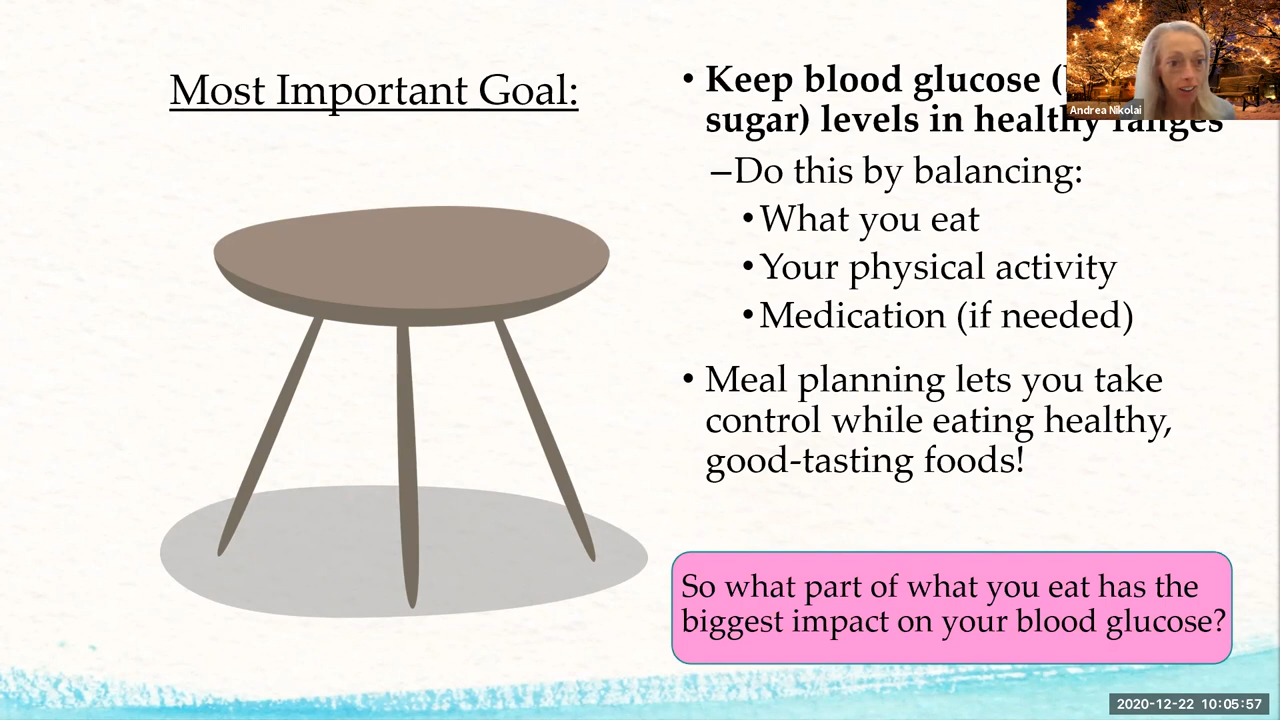 Most Important Goal:
• Keep blood glucose (
sugar) levels in healthy ranges
–Do this by balancing:
•What you eat
•Your physical activity
•Medication (if needed)
• Meal planning lets you take
control while eating healthy,
good-tasting foods!
So what part of what you eat has the
biggest impact on your blood glucose?
Andrea Nikolai
2020-12-22 10:05:57